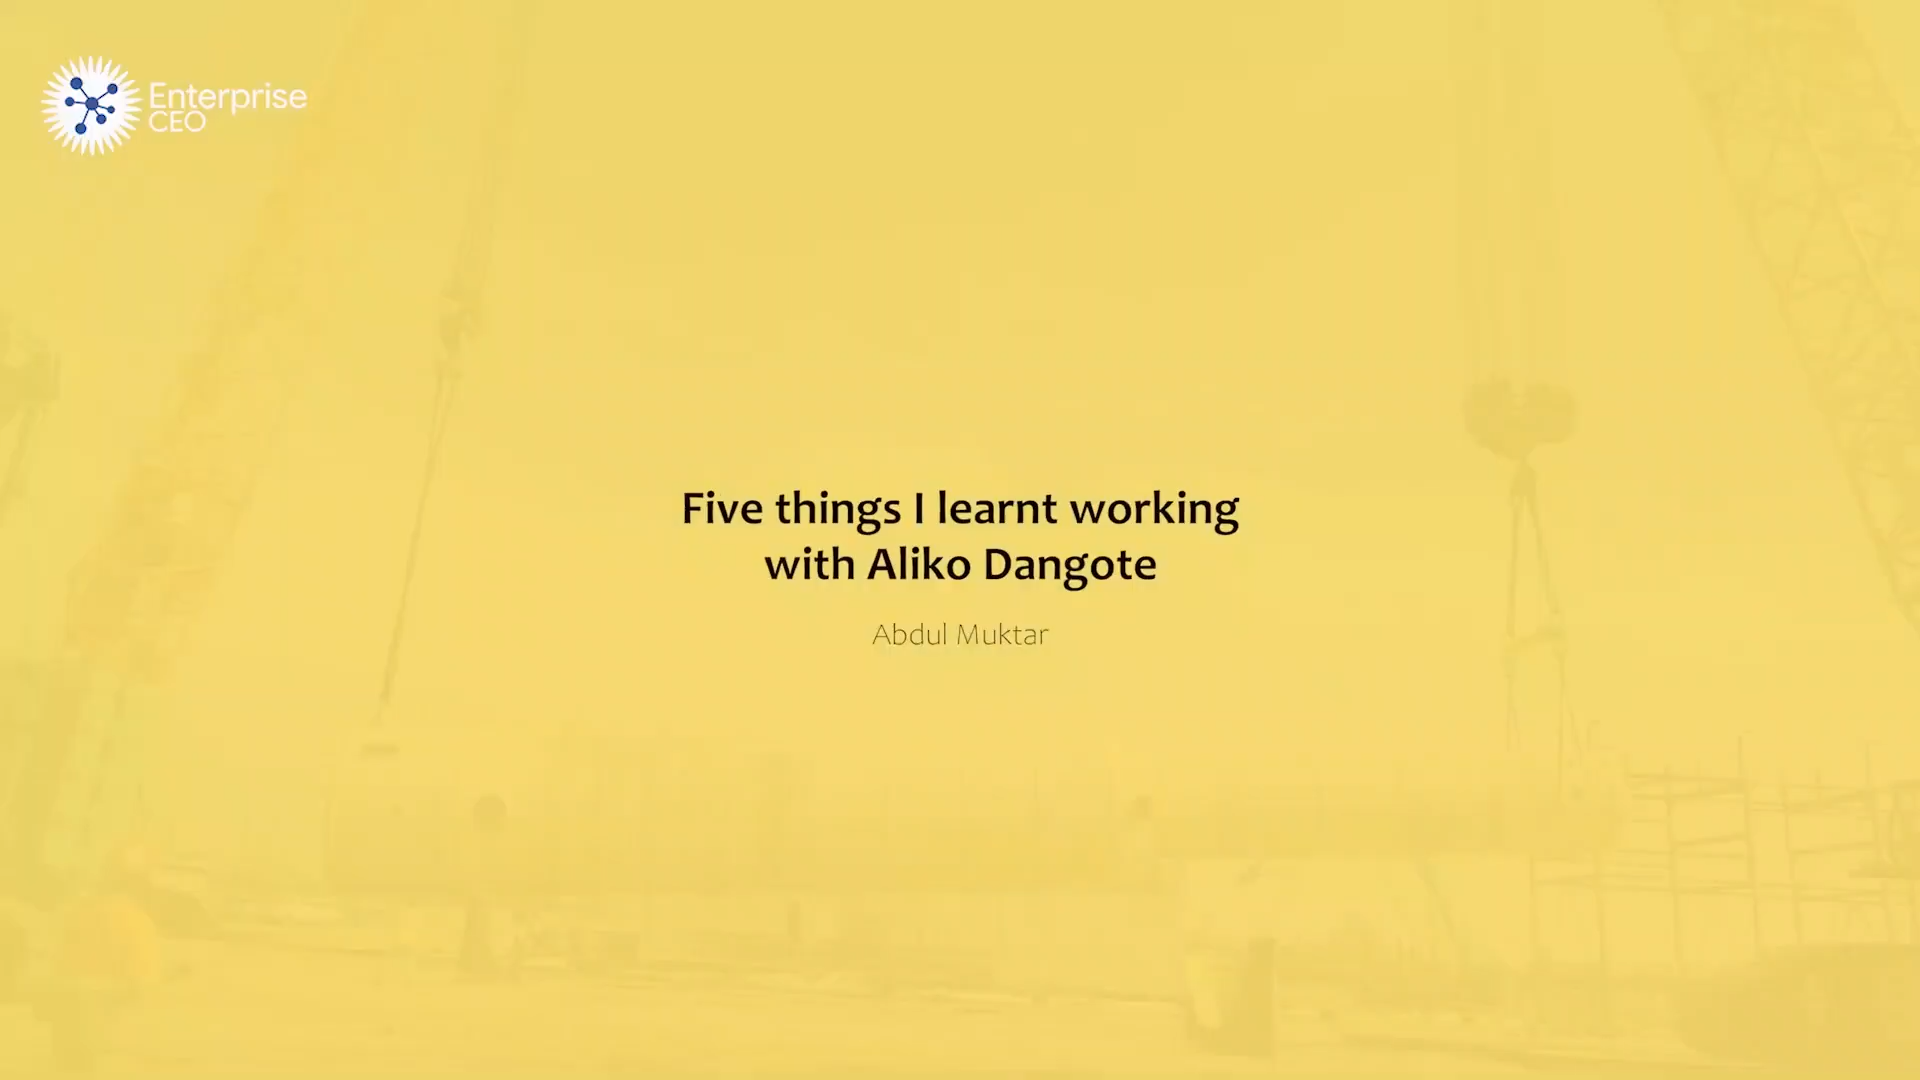 Enterprise
CEO
Five things I learnt working
with Aliko Dangote
Abdul Muktar